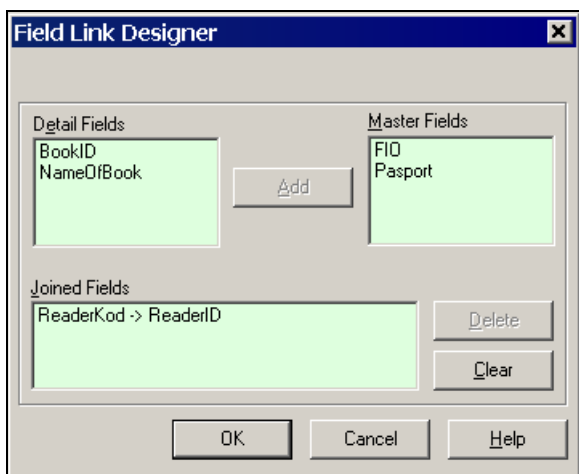 Field Link Designer
Detail Fields
BookID
NameOfBook
Add
Master Fields
FIO
Pasport
Joined Fields
ReaderKod -> ReaderID
Delete
Clear
OK
Cancel
Help